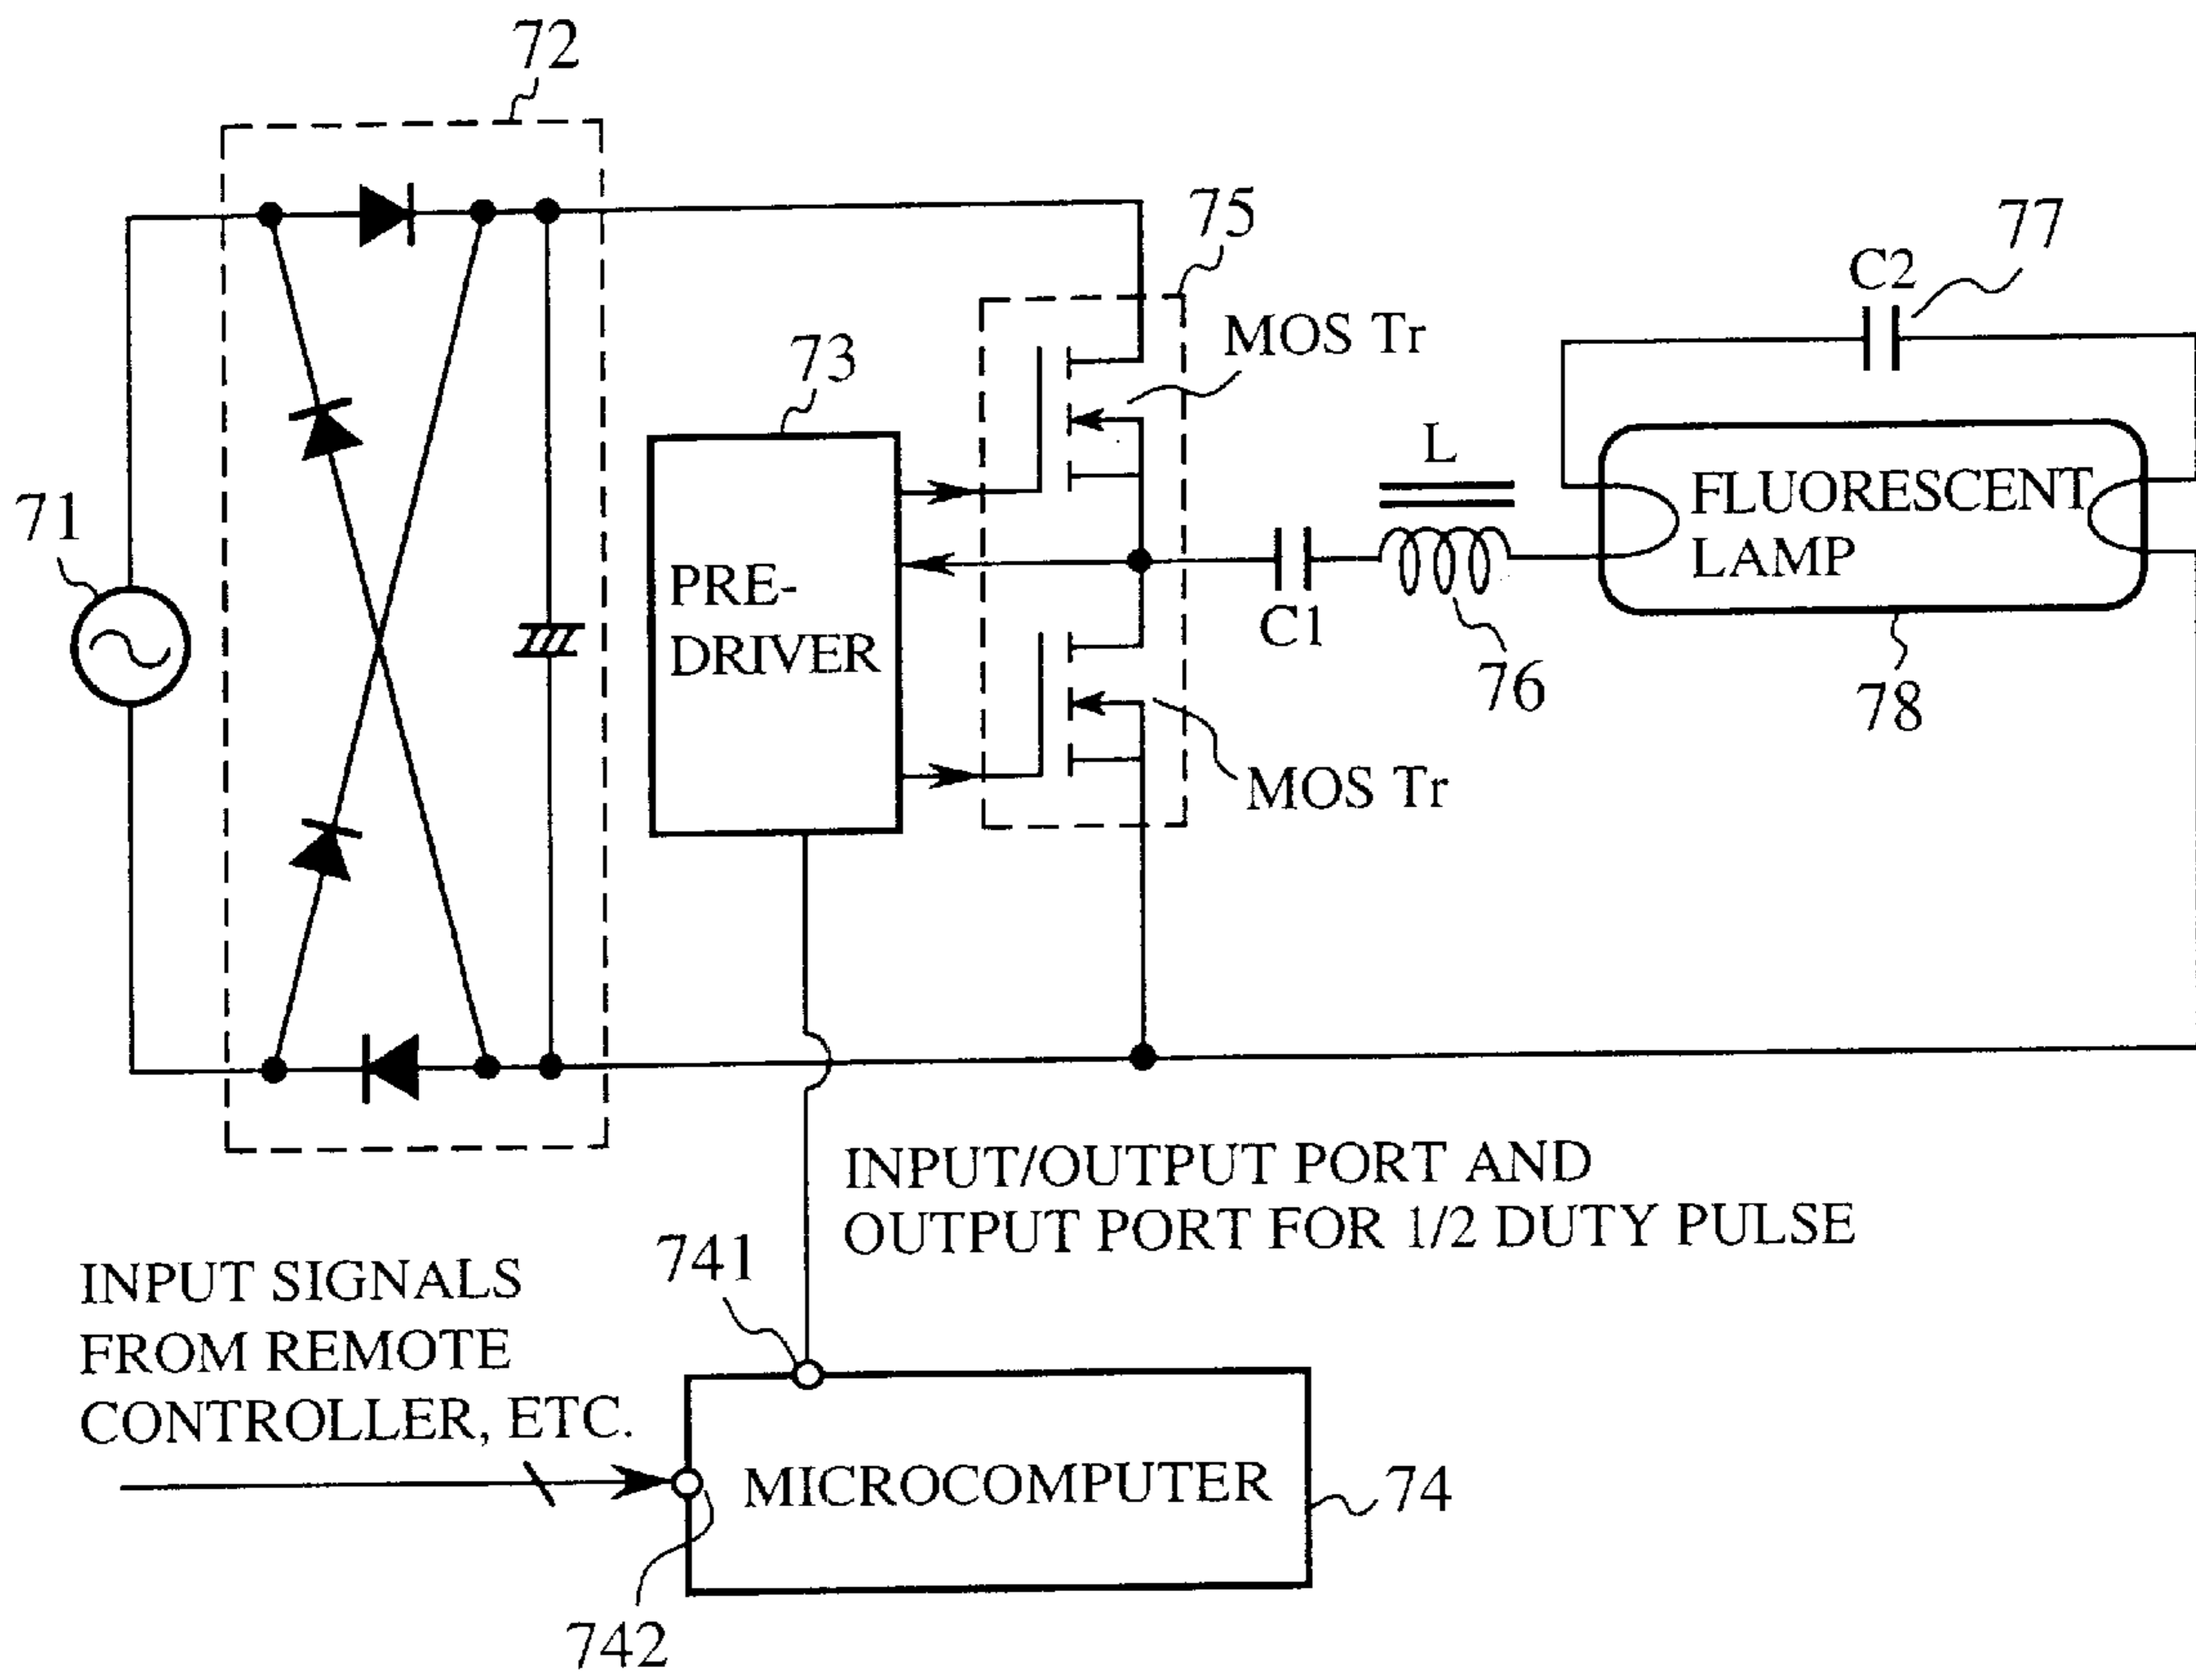 72
75
77
C2
MOS Tr
73
L
71
FLUORESCENT
LAMP
PRE-
DRIVER
C1
76
78
MOS Tr
INPUT/OUTPUT PORT AND
OUTPUT PORT FOR 1/2 DUTY PULSE
741
INPUT SIGNALS
FROM REMOTE
CONTROLLER, ETC.
MICROCOMPUTER
74
742